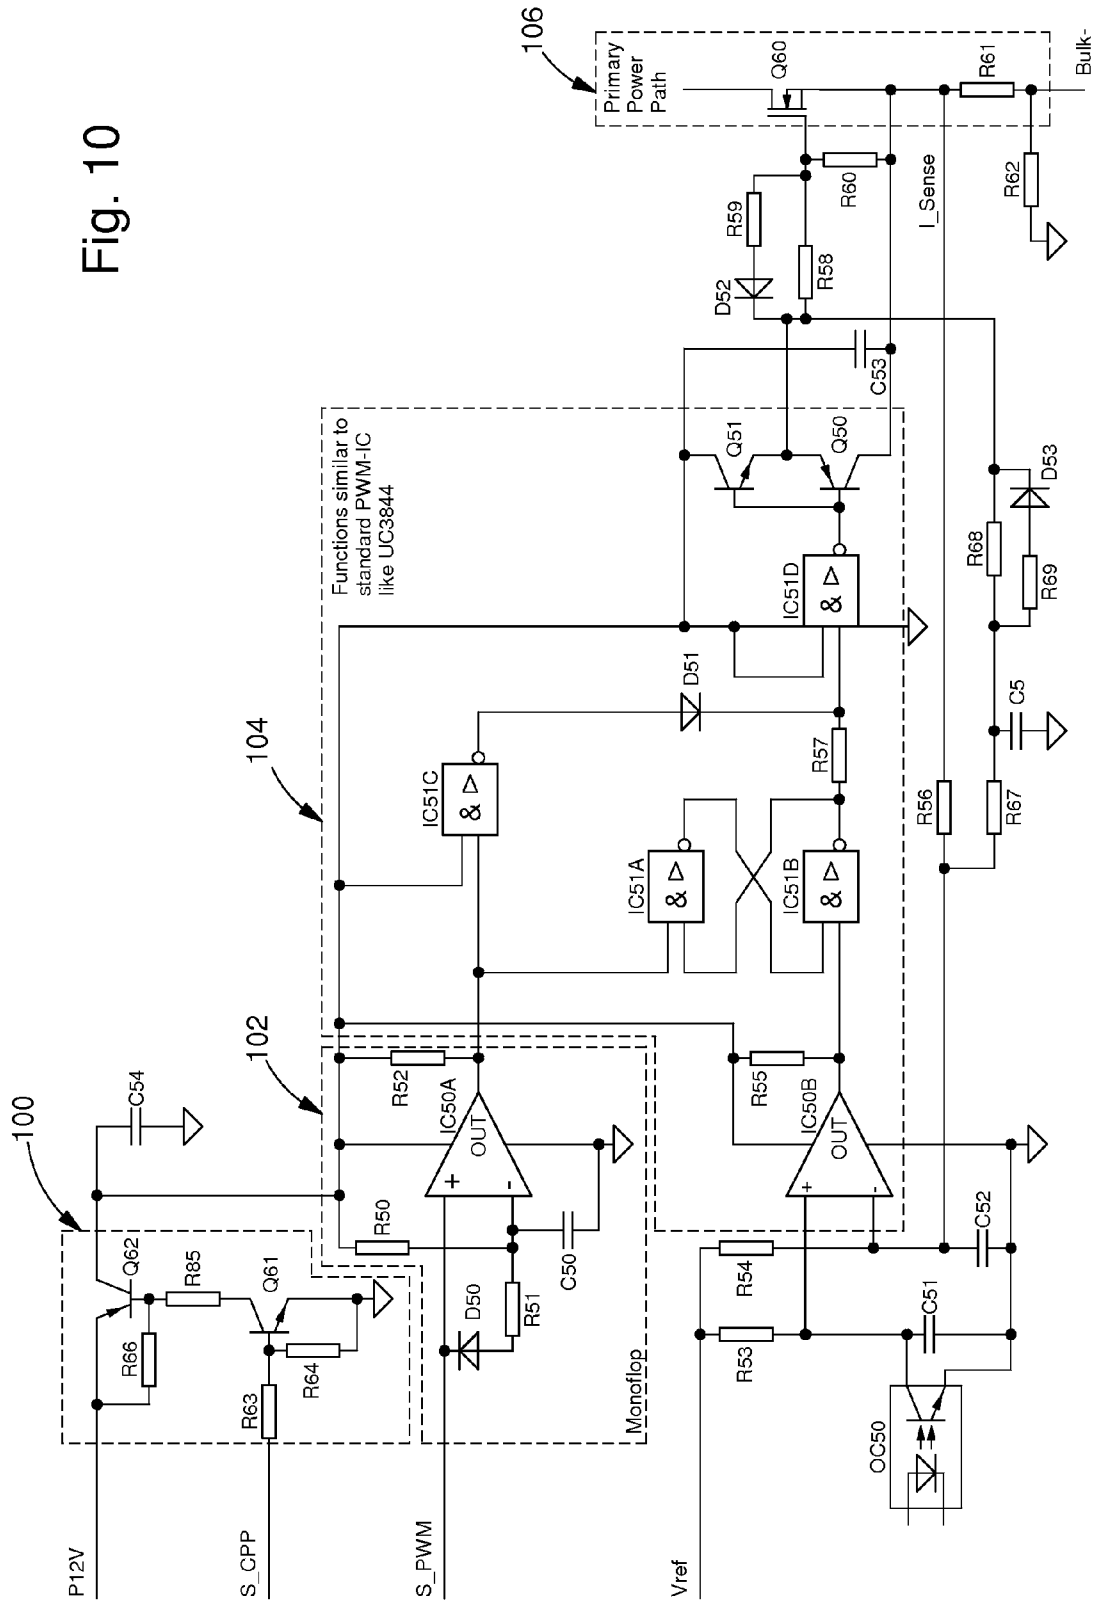 Fig. 10
100
102
104
106
P12V
S_CPP
S_PWM
Vref
R66
Q62
R85
Q61
R63
R64
C54
Monoflop
D50
R51
R50
C50
+
-
OUT
IC50A
R52
Functions similar to
standard PWM-IC
like UC3844
IC51C
& ▷
IC51A
& ▷
IC51B
& ▷
R57
D51
IC51D
& ▷
Q51
Q50
C53
D52
R59
R58
R60
Primary
Power
Path
Q60
R61
R62
I_Sense
Bulk-
OC50
R53
R54
C51
C52
+
-
OUT
IC50B
R55
R56
R67
C5
R68
R69
D53